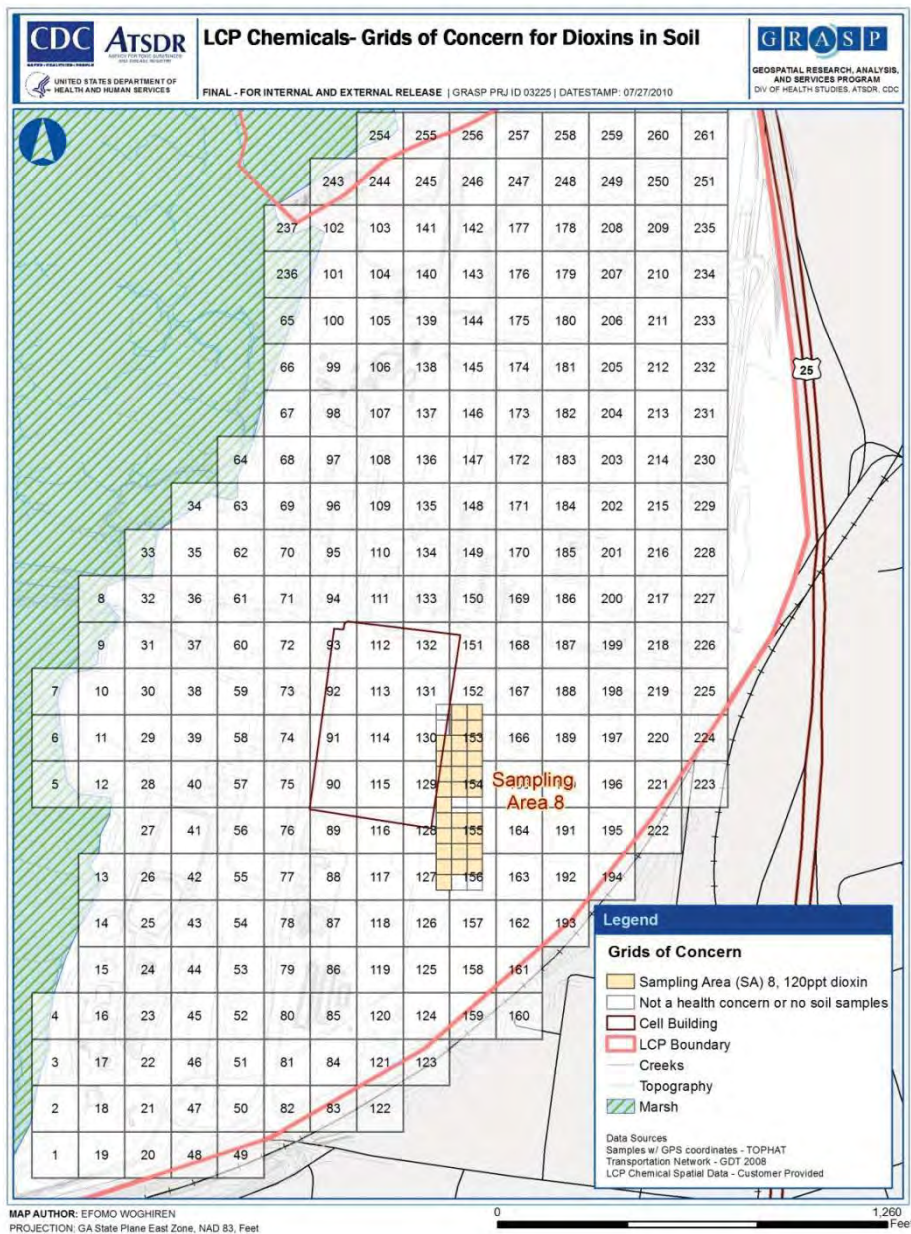 CDC
SAFER • HEALTHIER • PEOPLE
ATSDR
AGENCY FOR TOXIC SUBSTANCES
AND DISEASE REGISTRY
UNITED STATES DEPARTMENT OF
HEALTH AND HUMAN SERVICES
LCP Chemicals- Grids of Concern for Dioxins in Soil
FINAL - FOR INTERNAL AND EXTERNAL RELEASE | GRASP PRJ ID 03225 | DATESTAMP: 07/27/2010
GRASP
GEOSPATIAL RESEARCH, ANALYSIS,
AND SERVICES PROGRAM
DIV OF HEALTH STUDIES, ATSDR, CDC
254 255 256 257 258 259 260 261
243 244 245 246 247 248 249 250 251
237 102 103 141 142 177 178 208 209 235
236 101 104 140 143 176 179 207 210 234
65 100 105 139 144 175 180 206 211 233
66 99 106 138 145 174 181 205 212 232
25
67 98 107 137 146 173 182 204 213 231
64 68 97 108 136 147 172 183 203 214 230
34 63 69 96 109 135 148 171 184 202 215 229
33 35 62 70 95 110 134 149 170 185 201 216 228
8 32 36 61 71 94 111 133 150 169 186 200 217 227
9 31 37 60 72 93 112 132 151 168 187 199 218 226
7 10 30 38 59 73 92 113 131 152 167 188 198 219 225
6 11 29 39 58 74 91 114 130 153 166 189 197 220 224
5 12 28 40 57 75 90 115 129 154 196 221 223
Sampling
Area 8
27 41 56 76 89 116 128 155 164 191 195 222
13 26 42 55 77 88 117 127 156 163 192 194
14 25 43 54 78 87 118 126 157 162 193
15 24 44 53 79 86 119 125 158 161
4 16 23 45 52 80 85 120 124 159 160
3 17 22 46 51 81 84 121 123
2 18 21 47 50 82 83 122
1 19 20 48 49
Legend
Grids of Concern
Sampling Area (SA) 8, 120ppt dioxin
Not a health concern or no soil samples
Cell Building
LCP Boundary
Creeks
Topography
Marsh
Data Sources
Samples w/ GPS coordinates - TOPHAT
Transportation Network - GDT 2008
LCP Chemical Spatial Data - Customer Provided
MAP AUTHOR: EFOMO WOGHIREN
PROJECTION: GA State Plane East Zone, NAD 83, Feet
0 1,260
Feet